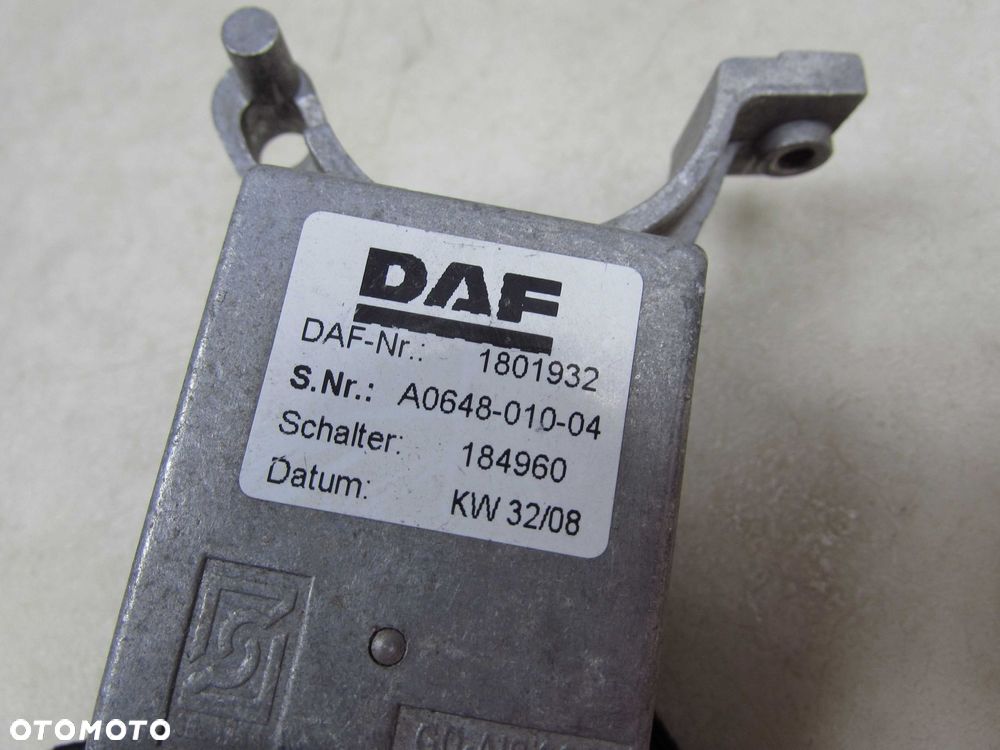 DAF
DAF-Nr.: 1801932
S.Nr.: A0648-010-04
Schalter: 184960
Datum: KW 32/08
OTOMOTO